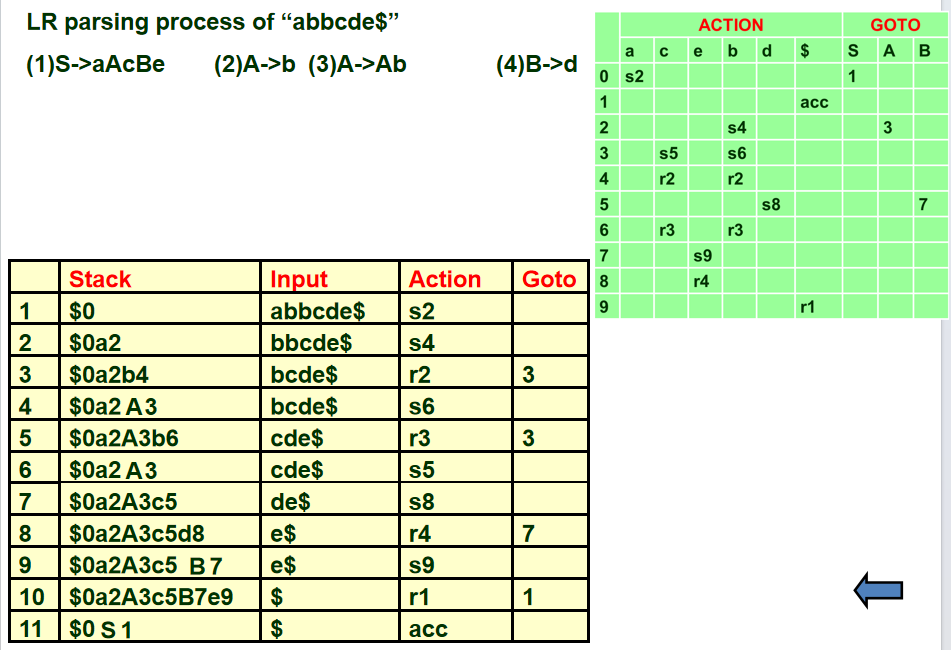 LR parsing process of “abbcde$”
(1)S->aAcBe (2)A->b (3)A->Ab (4)B->d
ACTION GOTO
a c e b d $ S A B
0 s2 1
1 acc
2 s4 3
3 s5 s6
4 r2 r2
5 s8 7
6 r3 r3
7 s9
8 r4
9 r1
Stack Input Action Goto
1 $0 abbcde$ s2
2 $0a2 bbcde$ s4
3 $0a2b4 bcde$ r2 3
4 $0a2 A3 bcde$ s6
5 $0a2A3b6 cde$ r3 3
6 $0a2 A3 cde$ s5
7 $0a2A3c5 de$ s8
8 $0a2A3c5d8 e$ r4 7
9 $0a2A3c5 B7 e$ s9
10 $0a2A3c5B7e9 $ r1 1
11 $0 S1 $ acc